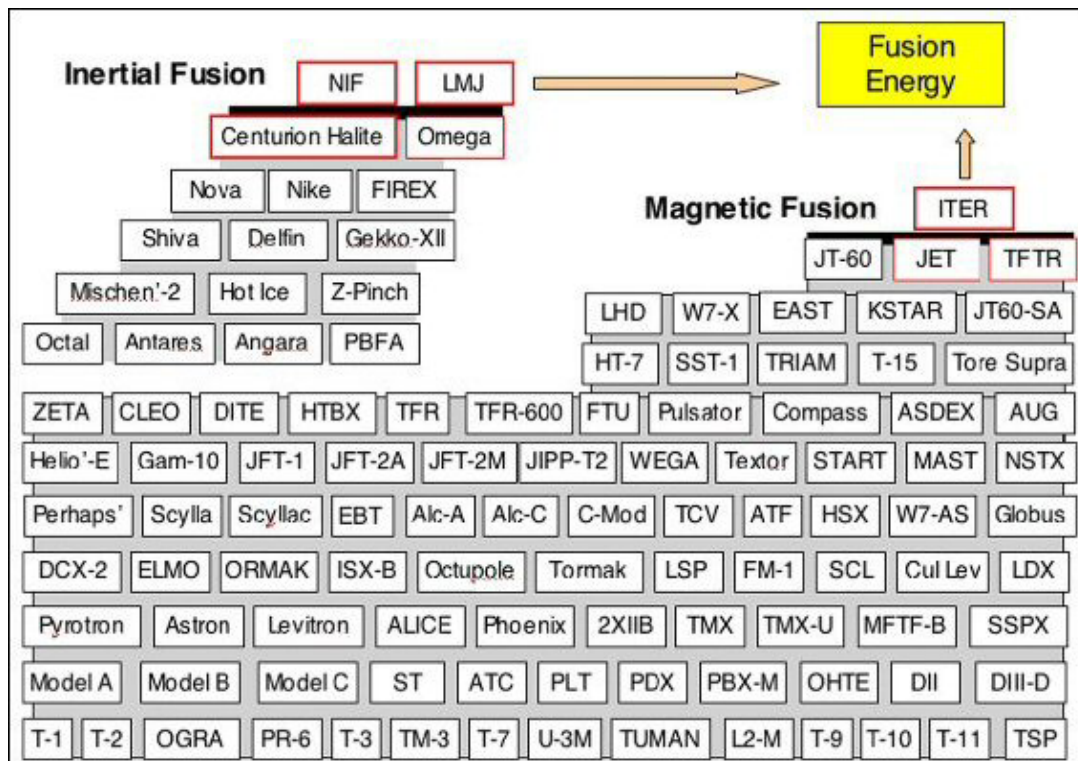 Fusion
Energy
Inertial Fusion
NIF LMJ
Centurion Halite Omega
Nova Nike FIREX
Shiva Delfin Gekko-XII
Mischen'-2 Hot Ice Z-Pinch
Octal Antares Angara PBFA
Magnetic Fusion
ITER
JT-60 JET TFTR
LHD W7-X EAST KSTAR JT60-SA
HT-7 SST-1 TRIAM T-15 Tore Supra
ZETA CLEO DITE HTBX TFR TFR-600 FTU Pulsator Compass ASDEX AUG
Helio'-E Gam-10 JFT-1 JFT-2A JFT-2M JIPP-T2 WEGA Textor START MAST NSTX
Perhaps' Scylla Scyllac EBT Alc-A Alc-C C-Mod TCV ATF HSX W7-AS Globus
DCX-2 ELMO ORMAK ISX-B Octupole Tormak LSP FM-1 SCL Cul Lev LDX
Pyrotron Astron Levitron ALICE Phoenix 2XIIB TMX TMX-U MFTF-B SSPX
Model A Model B Model C ST ATC PLT PDX PBX-M OHTE DII DIII-D
T-1 T-2 OGRA PR-6 T-3 TM-3 T-7 U-3M TUMAN L2-M T-9 T-10 T-11 TSP